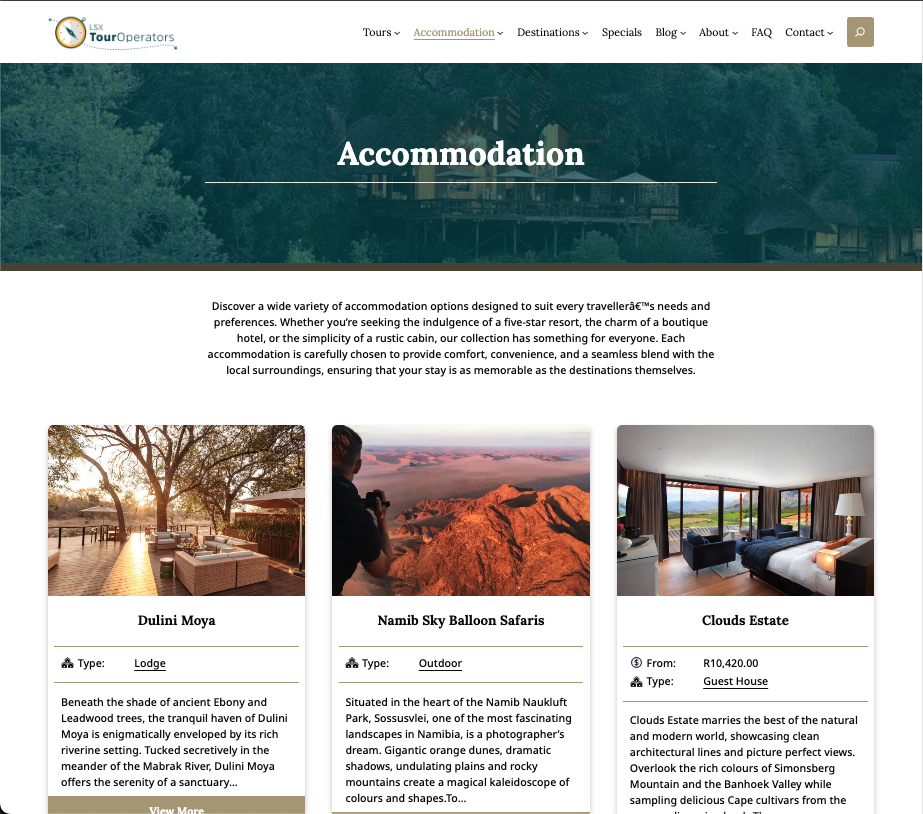 LSX
TourOperators
Tours
Accommodation
Destinations
Specials
Blog
About
FAQ
Contact
Accommodation
Discover a wide variety of accommodation options designed to suit every travellerâ€™s needs and
preferences. Whether you're seeking the indulgence of a five-star resort, the charm of a boutique
hotel, or the simplicity of a rustic cabin, our collection has something for everyone. Each
accommodation is carefully chosen to provide comfort, convenience, and a seamless blend with the
local surroundings, ensuring that your stay is as memorable as the destinations themselves.
Dulini Moya
Type: Lodge
Beneath the shade of ancient Ebony and
Leadwood trees, the tranquil haven of Dulini
Moya is enigmatically enveloped by its rich
riverine setting. Tucked secretively in the
meander of the Mabrak River, Dulini Moya
offers the serenity of a sanctuary...
View More
Namib Sky Balloon Safaris
Type: Outdoor
Situated in the heart of the Namib Naukluft
Park, Sossusvlei, one of the most fascinating
landscapes in Namibia, is a photographer's
dream. Gigantic orange dunes, dramatic
shadows, undulating plains and rocky
mountains create a magical kaleidoscope of
colours and shapes.To...
Clouds Estate
From: R10,420.00
Type: Guest House
Clouds Estate marries the best of the natural
and modern world, showcasing clean
architectural lines and picture perfect views.
Overlook the rich colours of Simonsberg
Mountain and the Banhoek Valley while
sampling delicious Cape cultivars from the